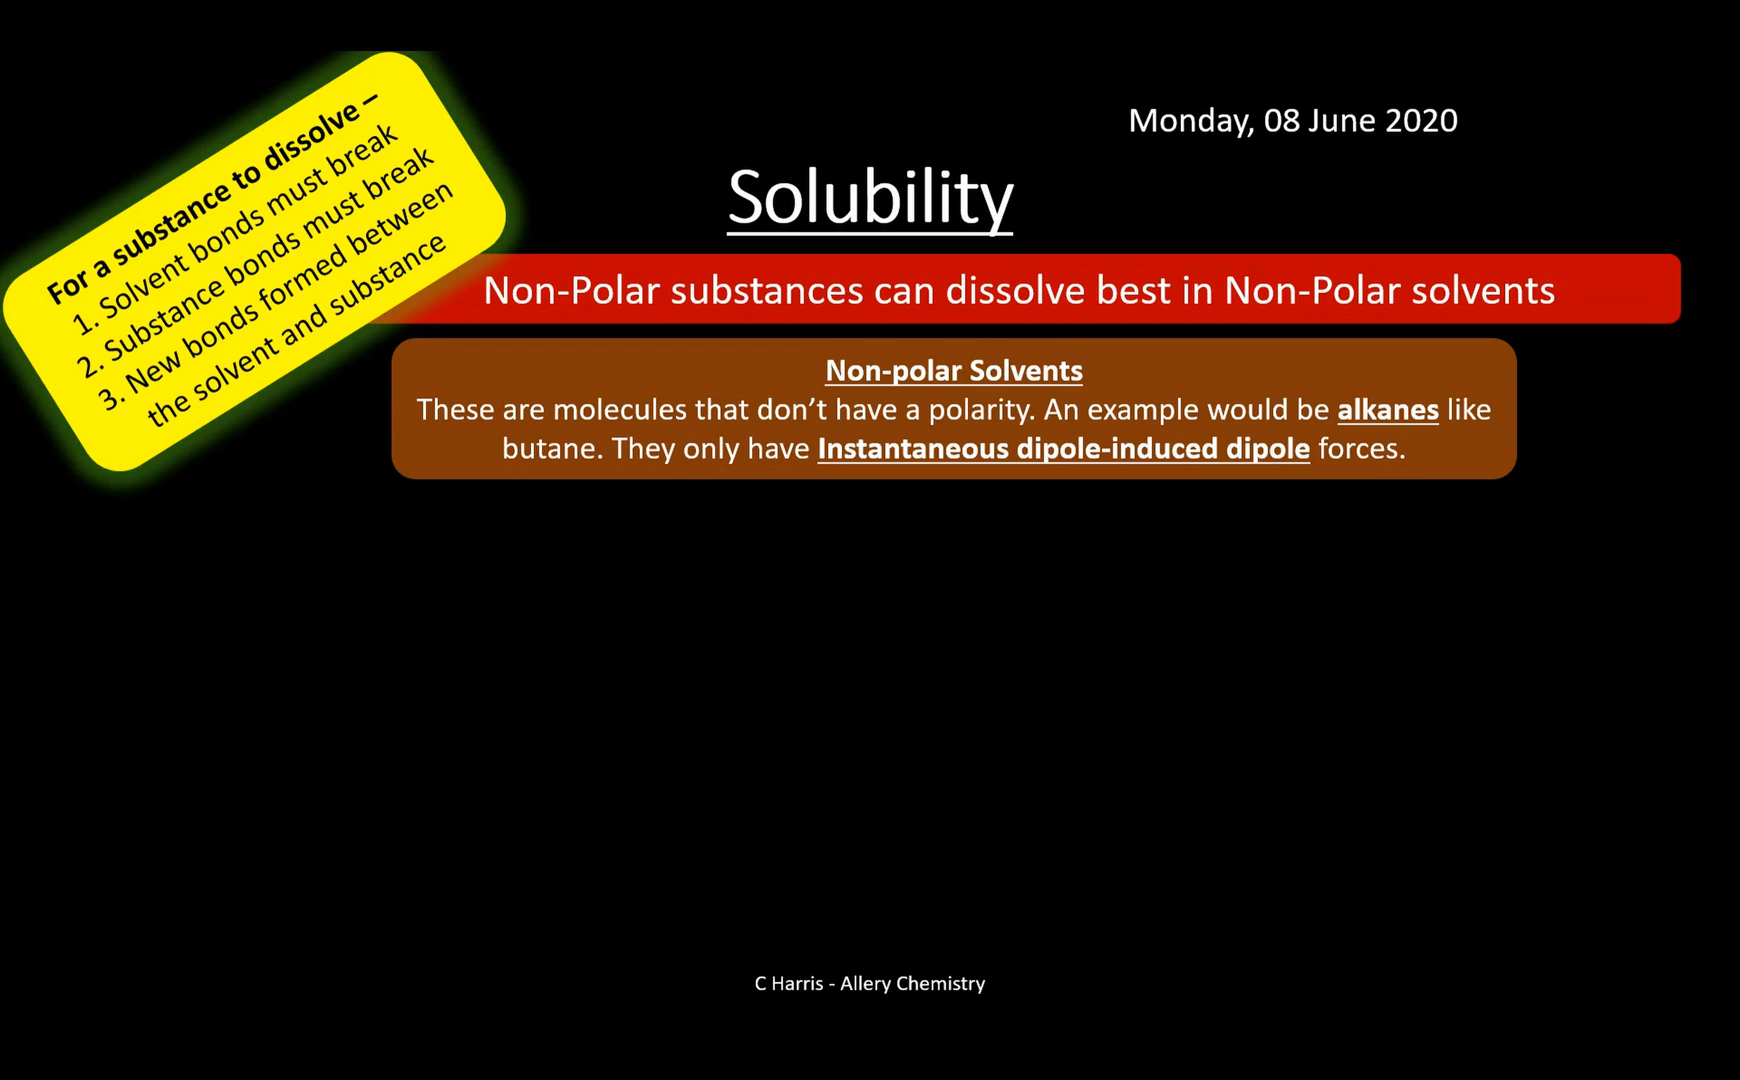 Monday, 08 June 2020
Solubility
For a substance to dissolve –
1. Solvent bonds must break
2. Substance bonds must break
3. New bonds formed between
the solvent and substance
Non-Polar substances can dissolve best in Non-Polar solvents
Non-polar Solvents
These are molecules that don’t have a polarity. An example would be alkanes like
butane. They only have Instantaneous dipole-induced dipole forces.
C Harris - Allery Chemistry